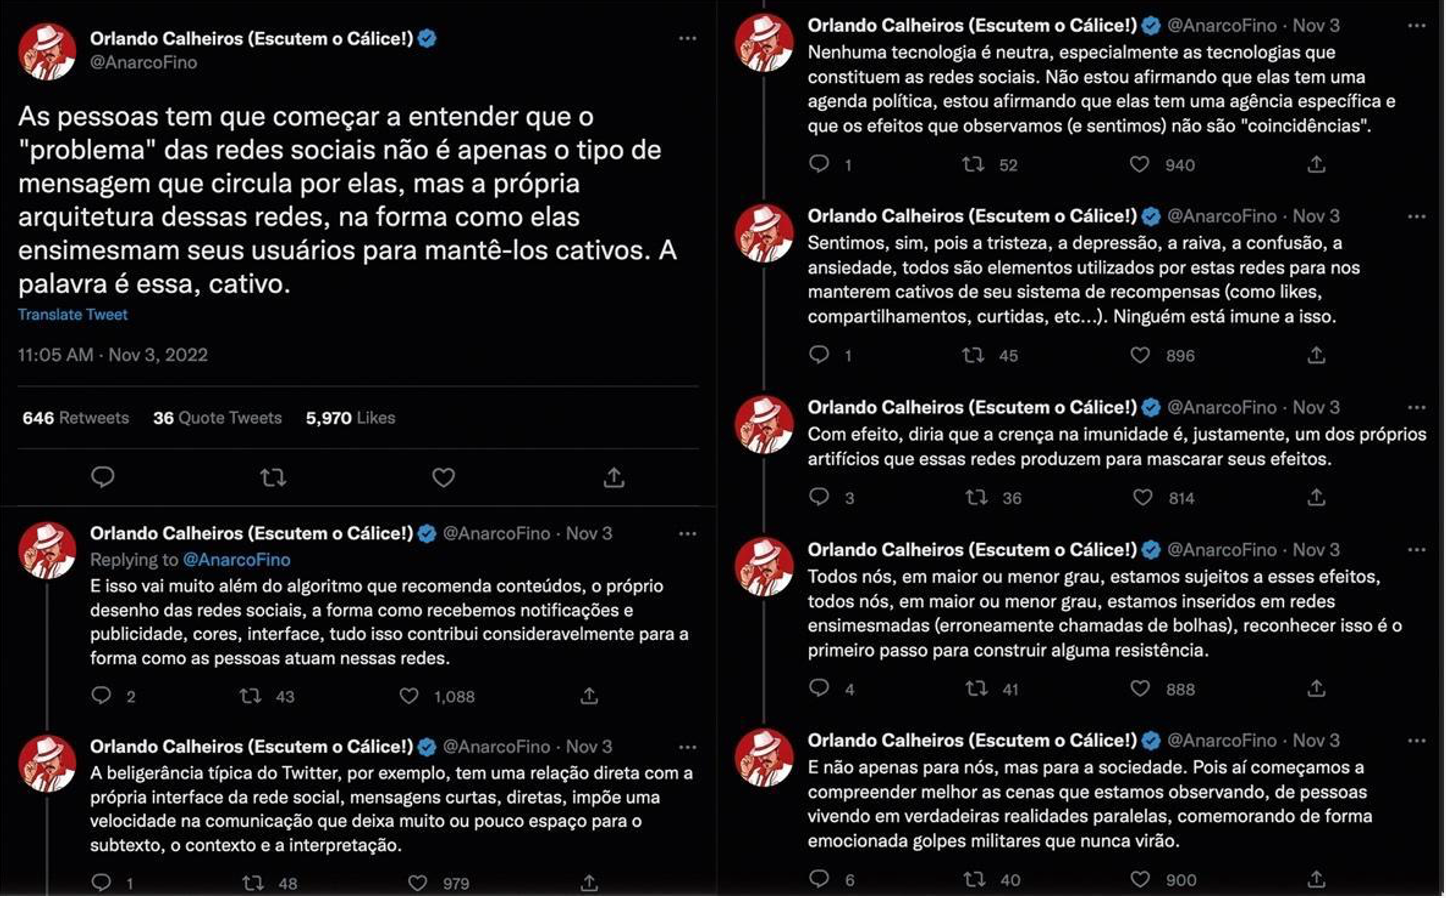 Orlando Calheiros (Escutem o Cálice!)
@AnarcoFino
As pessoas tem que começar a entender que o
"problema" das redes sociais não é apenas o tipo de
mensagem que circula por elas, mas a própria
arquitetura dessas redes, na forma como elas
ensimesmam seus usuários para mantê-los cativos. A
palavra é essa, cativo.
Translate Tweet
11:05 AM · Nov 3, 2022
646 Retweets 36 Quote Tweets 5,970 Likes
Orlando Calheiros (Escutem o Cálice!) @AnarcoFino · Nov 3
Replying to @AnarcoFino
E isso vai muito além do algoritmo que recomenda conteúdos, o próprio
desenho das redes sociais, a forma como recebemos notificações e
publicidade, cores, interface, tudo isso contribui consideravelmente para a
forma como as pessoas atuam nessas redes.
2 43 1,088
Orlando Calheiros (Escutem o Cálice!) @AnarcoFino · Nov 3
A beligerância típica do Twitter, por exemplo, tem uma relação direta com a
própria interface da rede social, mensagens curtas, diretas, impõe uma
velocidade na comunicação que deixa muito ou pouco espaço para o
subtexto, o contexto e a interpretação.
1 48 979
Orlando Calheiros (Escutem o Cálice!) @AnarcoFino · Nov 3
Nenhuma tecnologia é neutra, especialmente as tecnologias que
constituem as redes sociais. Não estou afirmando que elas tem uma
agenda política, estou afirmando que elas tem uma agência específica e
que os efeitos que observamos (e sentimos) não são "coincidências".
1 52 940
Orlando Calheiros (Escutem o Cálice!) @AnarcoFino · Nov 3
Sentimos, sim, pois a tristeza, a depressão, a raiva, a confusão, a
ansiedade, todos são elementos utilizados por estas redes para nos
manterem cativos de seu sistema de recompensas (como likes,
compartilhamentos, curtidas, etc...). Ninguém está imune a isso.
1 45 896
Orlando Calheiros (Escutem o Cálice!) @AnarcoFino · Nov 3
Com efeito, diria que a crença na imunidade é, justamente, um dos próprios
artifícios que essas redes produzem para mascarar seus efeitos.
3 36 814
Orlando Calheiros (Escutem o Cálice!) @AnarcoFino · Nov 3
Todos nós, em maior ou menor grau, estamos sujeitos a esses efeitos,
todos nós, em maior ou menor grau, estamos inseridos em redes
ensimesmadas (erroneamente chamadas de bolhas), reconhecer isso é o
primeiro passo para construir alguma resistência.
4 41 888
Orlando Calheiros (Escutem o Cálice!) @AnarcoFino · Nov 3
E não apenas para nós, mas para a sociedade. Pois aí começamos a
compreender melhor as cenas que estamos observando, de pessoas
vivendo em verdadeiras realidades paralelas, comemorando de forma
emocionada golpes militares que nunca virão.
6 40 900